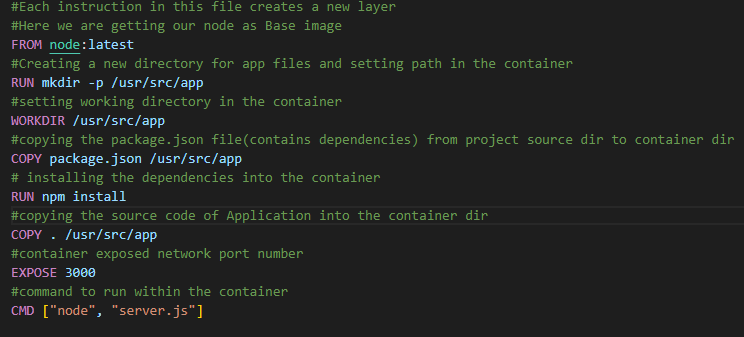 #Each instruction in this file creates a new layer
#Here we are getting our node as Base image
FROM node:latest
#Creating a new directory for app files and setting path in the container
RUN mkdir -p /usr/src/app
#setting working directory in the container
WORKDIR /usr/src/app
#copying the package.json file(contains dependencies) from project source dir to container dir
COPY package.json /usr/src/app
# installing the dependencies into the container
RUN npm install
#copying the source code of Application into the container dir
COPY . /usr/src/app
#container exposed network port number
EXPOSE 3000
#command to run within the container
CMD ["node", "server.js"]